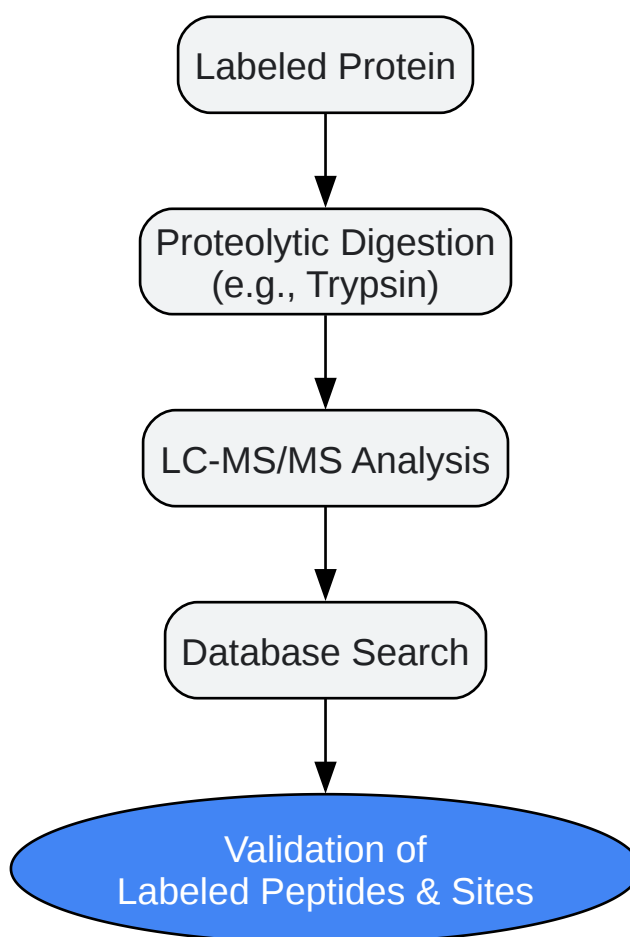 Labeled Protein
Proteolytic Digestion
(e.g., Trypsin)
LC-MS/MS Analysis
Database Search
Validation of
Labeled Peptides & Sites